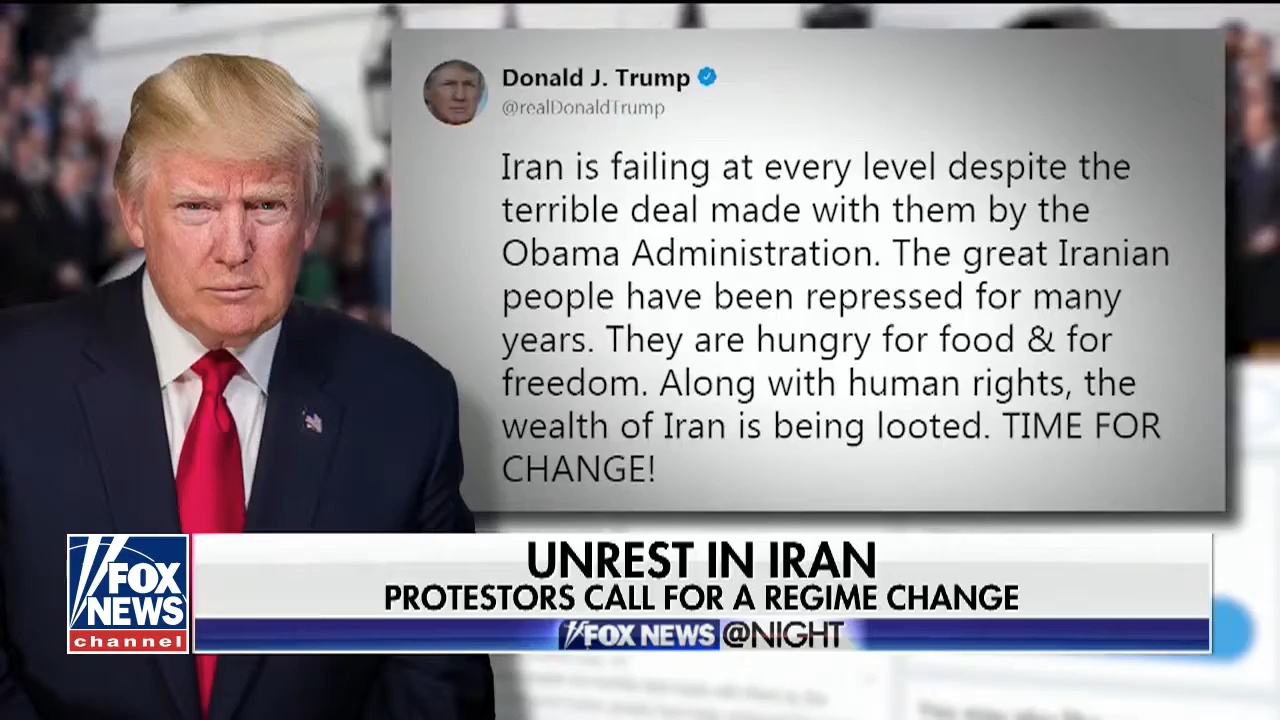 Donald J. Trump
@realDonaldTrump
Iran is failing at every level despite the
terrible deal made with them by the
Obama Administration. The great Iranian
people have been repressed for many
years. They are hungry for food & for
freedom. Along with human rights, the
wealth of Iran is being looted. TIME FOR
CHANGE!
UNREST IN IRAN
PROTESTORS CALL FOR A REGIME CHANGE
FOX NEWS @NIGHT
FOX
NEWS
channel